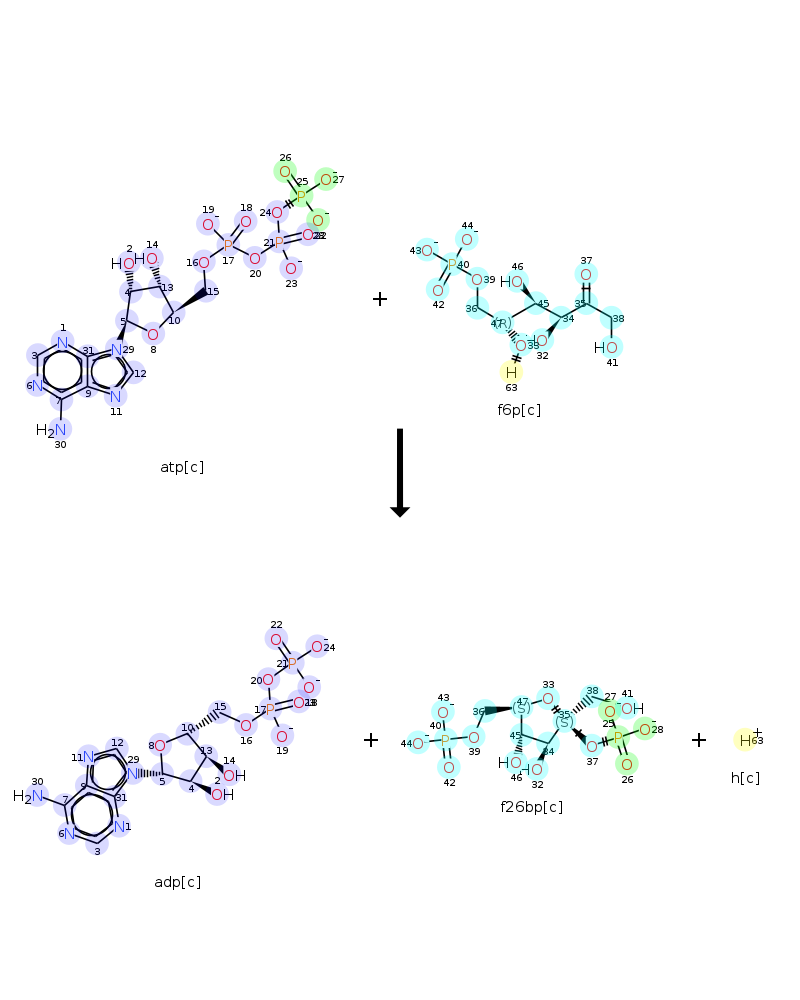 26
O
25
P
O
-
27
24
O
O
-
19
O
-
18
O
21
P
O
28
22
2
HO
14
HO
16
O
P
17
O
20
O
-
23
4
13
15
5
10
O
8
1
N
31
N
29
3
12
6
N
7
9
N
11
H₂N
30
atp[c]
+
44
O
-
43
O
-
P
40
O
39
O
42
46
HO
45
37
O
35
36
47
(R)
34
38
O
33
HO
32
HO
41
H
63
f6p[c]
22
O
21
P
O
-
24
20
O
O
-
17
P
O
23
18
15
O
16
O
-
19
10
8
O
13
14
OH
12
11
N
29
N
5
4
2
OH
30
H₂N
7
9
31
6
N
N
1
3
adp[c]
+
43
O
-
40
P
44
O
-
O
39
O
42
36
47
(S)
33
O
38
41
OH
35
(S)
45
34
HO
46
HO
32
O
37
27
O
-
25
P
O
-
28
O
26
f26bp[c]
+
H
+
63
h[c]